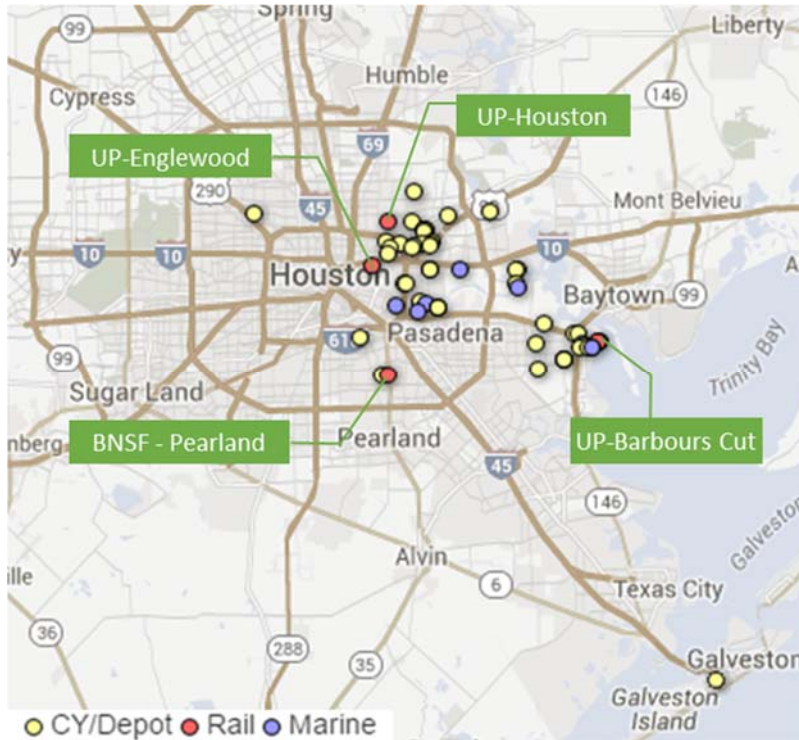 Spring
99
Liberty
Humble
Cypress
146
UP-Houston
69
UP-Englewood
290
45
Mont Belvieu
10
10
10
Houston
Baytown
99
Pasadena
610
99
Trinity Bay
Sugar Land
BNSF - Pearland
Pearland
UP-Barbours Cut
45
146
Alvin
Galveston
6
Texas City
36
288
35
Galveston
Galveston
Island
CY/Depot Rail Marine